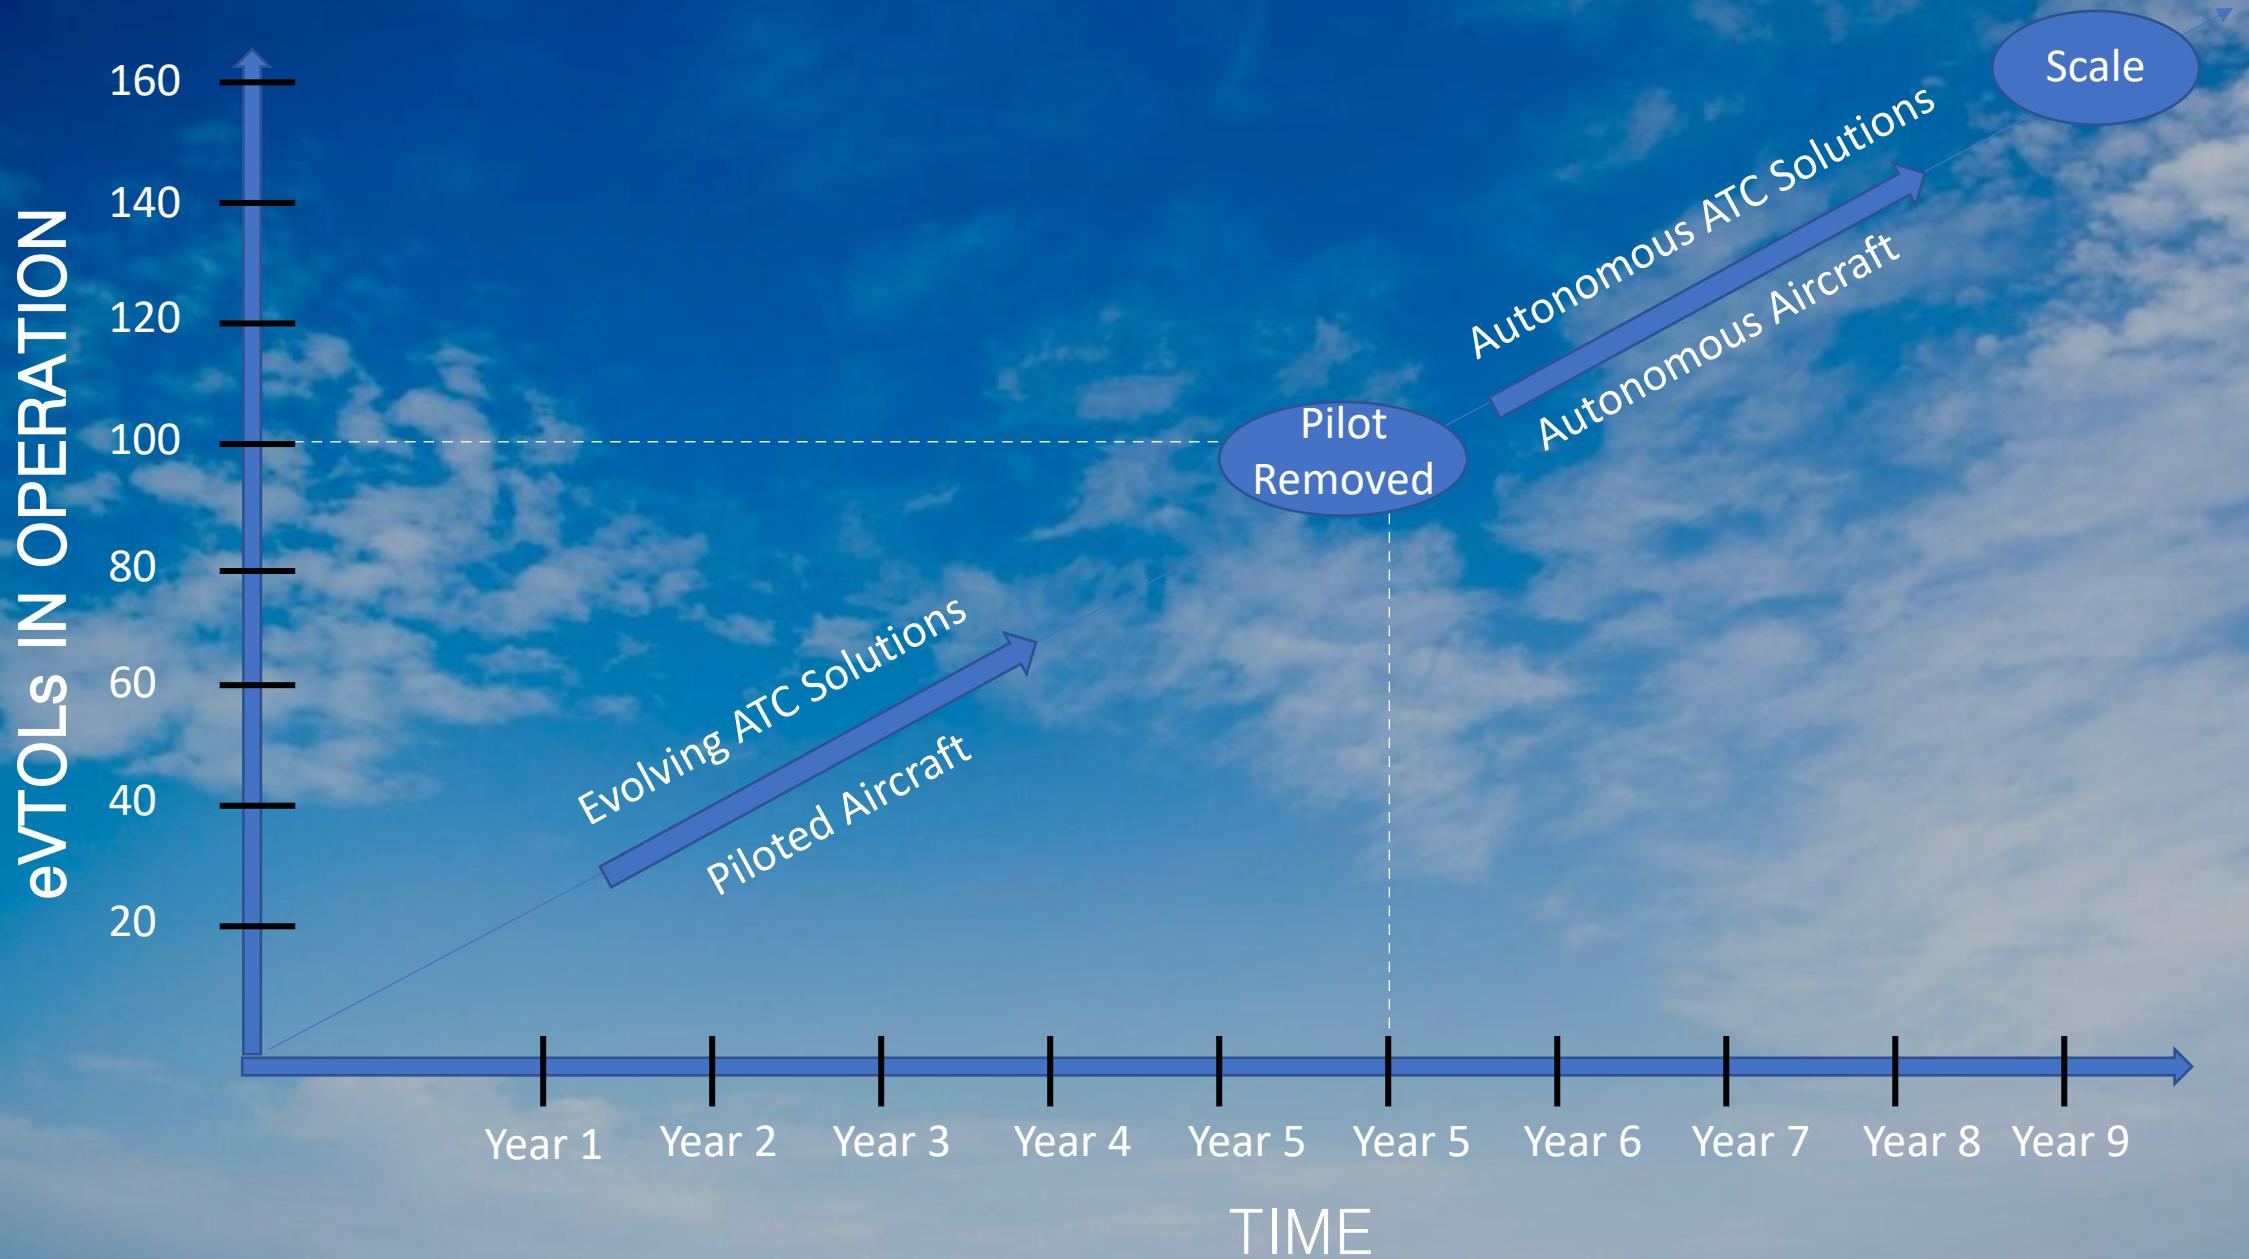 eVTOLs IN OPERATION
160
140
120
100
80
60
40
20
Evolving ATC Solutions
Piloted Aircraft
Pilot
Removed
Autonomous ATC Solutions
Autonomous Aircraft
Scale
Year 1 Year 2 Year 3 Year 4 Year 5 Year 5 Year 6 Year 7 Year 8 Year 9
TIME